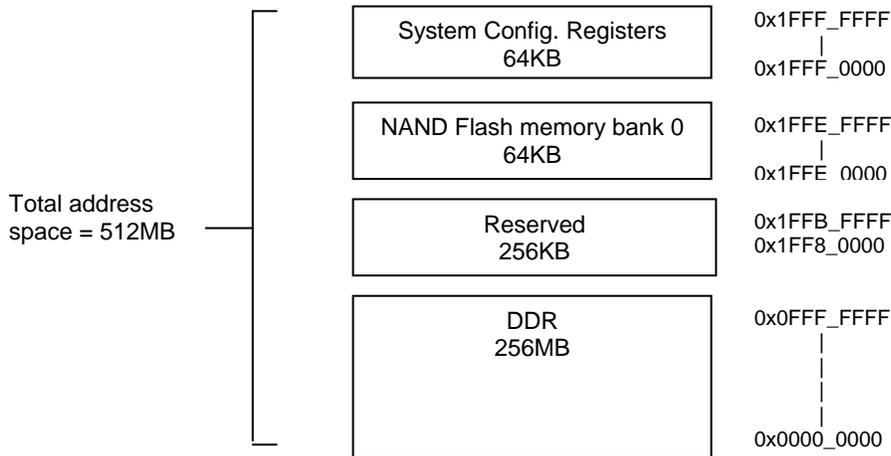 System Config. Registers
64KB
0x1FFF_FFFF
0x1FFF_0000
NAND Flash memory bank 0
64KB
0x1FFE_FFFF
0x1FFE_0000
Total address
space = 512MB
Reserved
256KB
0x1FFB_FFFF
0x1FF8_0000
DDR
256MB
0x0FFF_FFFF
0x0000_0000